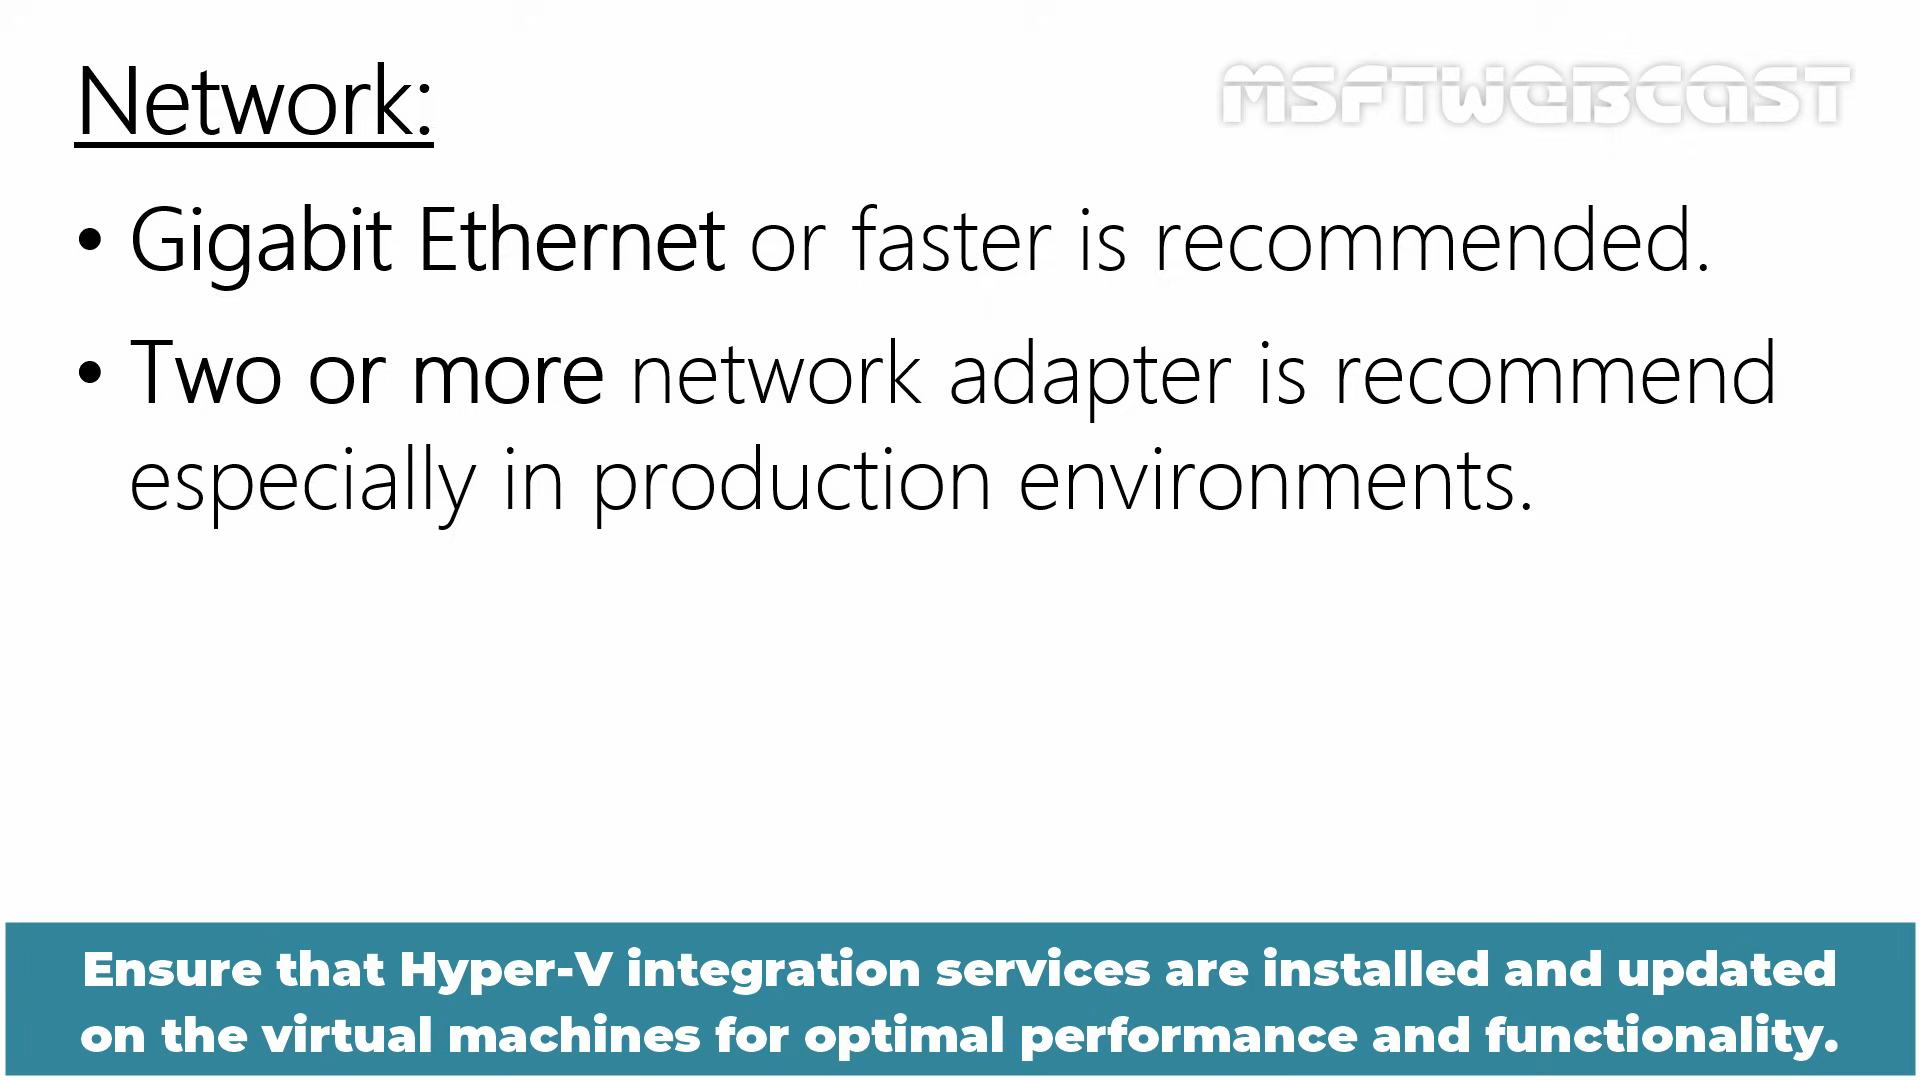 Network:
MSFTWEBCAST
• Gigabit Ethernet or faster is recommended.
• Two or more network adapter is recommend
especially in production environments.
Ensure that Hyper-V integration services are installed and updated
on the virtual machines for optimal performance and functionality.